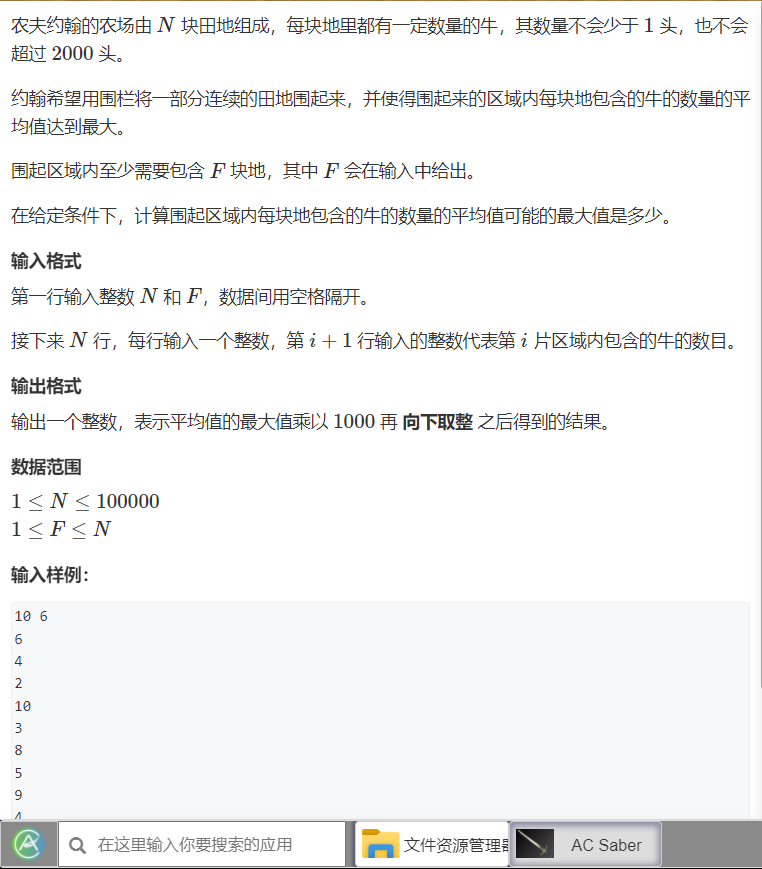 农夫约翰的农场由 N 块田地组成，每块地里都有一定数量的牛，其数量不会少于 1 头，也不会
超过 2000 头。
约翰希望用围栏将一部分连续的田地围起来，并使得围起来的区域内每块地包含的牛的数量的平
均值达到最大。
围起区域内至少需要包含 F 块地，其中 F 会在输入中给出。
在给定条件下，计算围起区域内每块地包含的牛的数量的平均值可能的最大值是多少。
输入格式
第一行输入整数 N 和 F，数据间用空格隔开。
接下来 N 行，每行输入一个整数，第 i + 1 行输入的整数代表第 i 片区域内包含的牛的数目。
输出格式
输出一个整数，表示平均值的最大值乘以 1000 再 向下取整 之后得到的结果。
数据范围
1 ≤ N ≤ 100000
1 ≤ F ≤ N
输入样例：
10 6
6
4
2
10
3
8
5
9
4
在这里输入你要搜索的应用
文件资源管理器
AC Saber